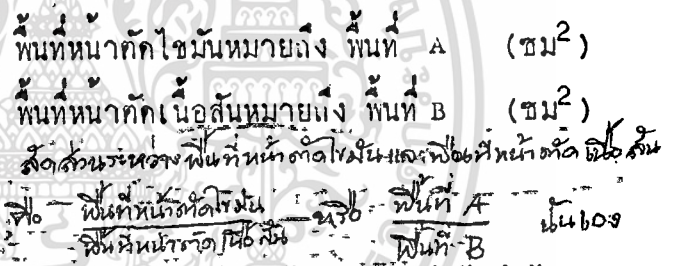 พื้นที่หน้าตัดไขมันหมายถึง พื้นที่ A (ซม²)
พื้นที่หน้าตัดเนื้อสันหมายถึง พื้นที่ B (ซม²)
สัดส่วนระหว่างพื้นที่หน้าตัดไขมันและพื้นที่หน้าตัดเนื้อสัน
คือ พื้นที่หน้าตัดไขมัน หรือ พื้นที่ A นั่นเอง
พื้นที่หน้าตัดเนื้อสัน พื้นที่ B